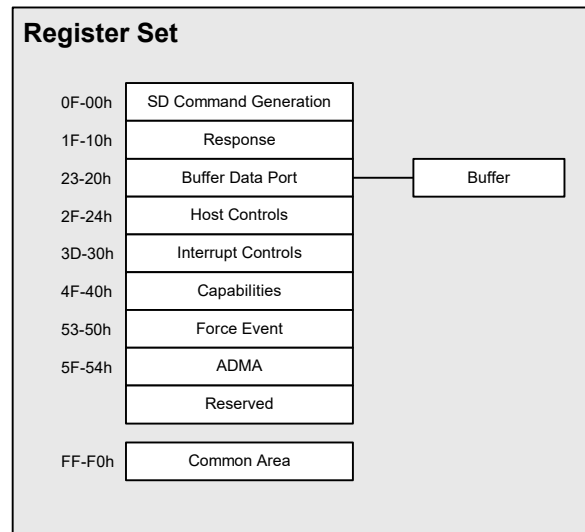 Register Set
0F-00h SD Command Generation
1F-10h Response
23-20h Buffer Data Port Buffer
2F-24h Host Controls
3D-30h Interrupt Controls
4F-40h Capabilities
53-50h Force Event
5F-54h ADMA
Reserved
FF-F0h Common Area